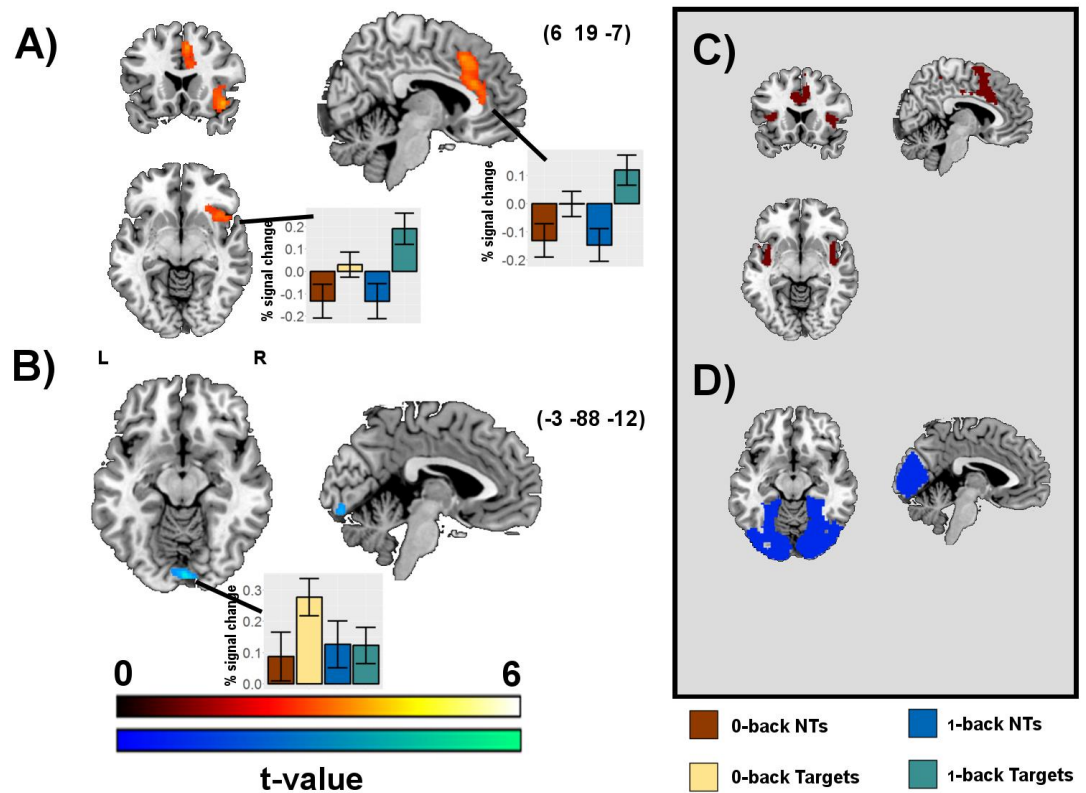 A)
(6 19 -7)
% signal change
0.2
0.1
0.0
-0.1
-0.2
% signal change
0.1
0.0
-0.1
-0.2
B)
L
R
(-3 -88 -12)
% signal change
0.3
0.2
0.1
0.0
0
6
t-value
C)
D)
0-back NTs
1-back NTs
0-back Targets
1-back Targets